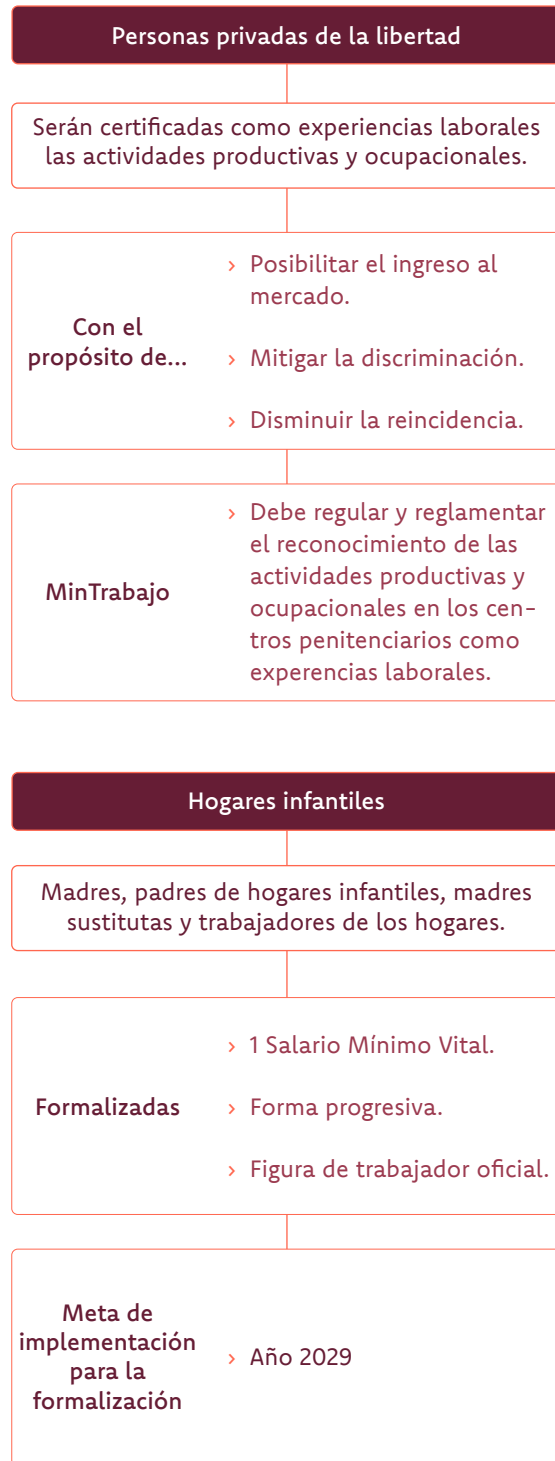 Personas privadas de la libertad
Serán certificadas como experiencias laborales
las actividades productivas y ocupacionales.
Con el
propósito de...
› Posibilitar el ingreso al
mercado.
› Mitigar la discriminación.
› Disminuir la reincidencia.
MinTrabajo
› Debe regular y reglamentar
el reconocimiento de las
actividades productivas y
ocupacionales en los cen-
tros penitenciarios como
experencias laborales.
Hogares infantiles
Madres, padres de hogares infantiles, madres
sustitutas y trabajadores de los hogares.
Formalizadas
› 1 Salario Mínimo Vital.
› Forma progresiva.
› Figura de trabajador oficial.
Meta de
implementación
para la
formalización
› Año 2029